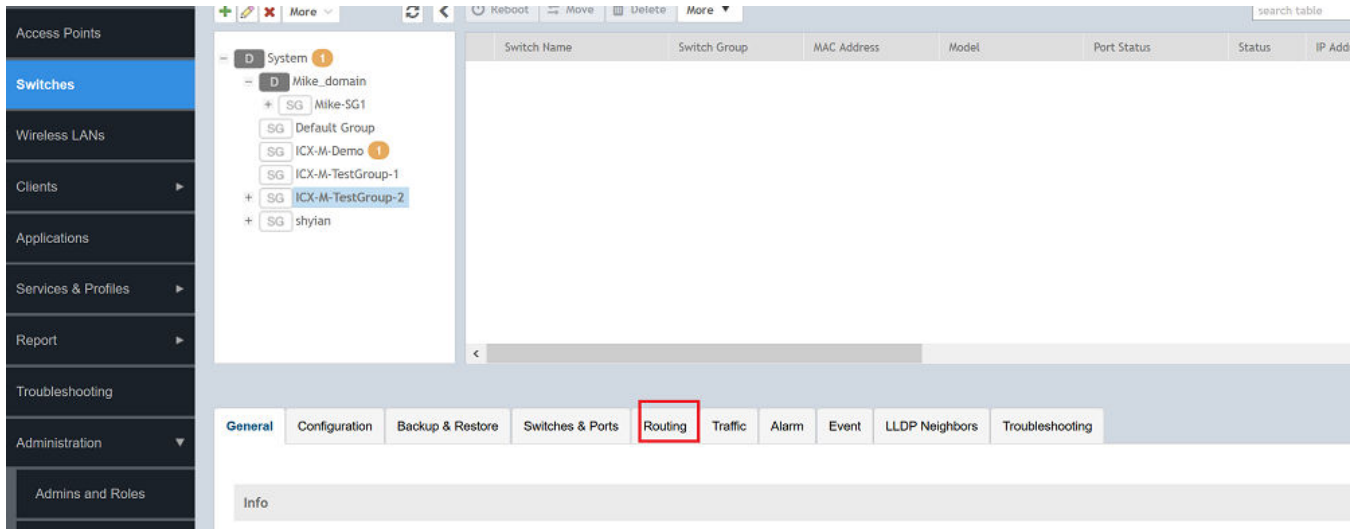 Access Points
Switches
Wireless LANs
Clients
Applications
Services & Profiles
Report
Troubleshooting
Administration
Admins and Roles
More
Reboot Move Delete More
search table
D System 1
D Mike_domain
SG Mike-SG1
SG Default Group
SG ICX-M-Demo 1
SG ICX-M-TestGroup-1
SG ICX-M-TestGroup-2
SG shyian
Switch Name Switch Group MAC Address Model Port Status Status IP Add
General Configuration Backup & Restore Switches & Ports Routing Traffic Alarm Event LLDP Neighbors Troubleshooting
Info